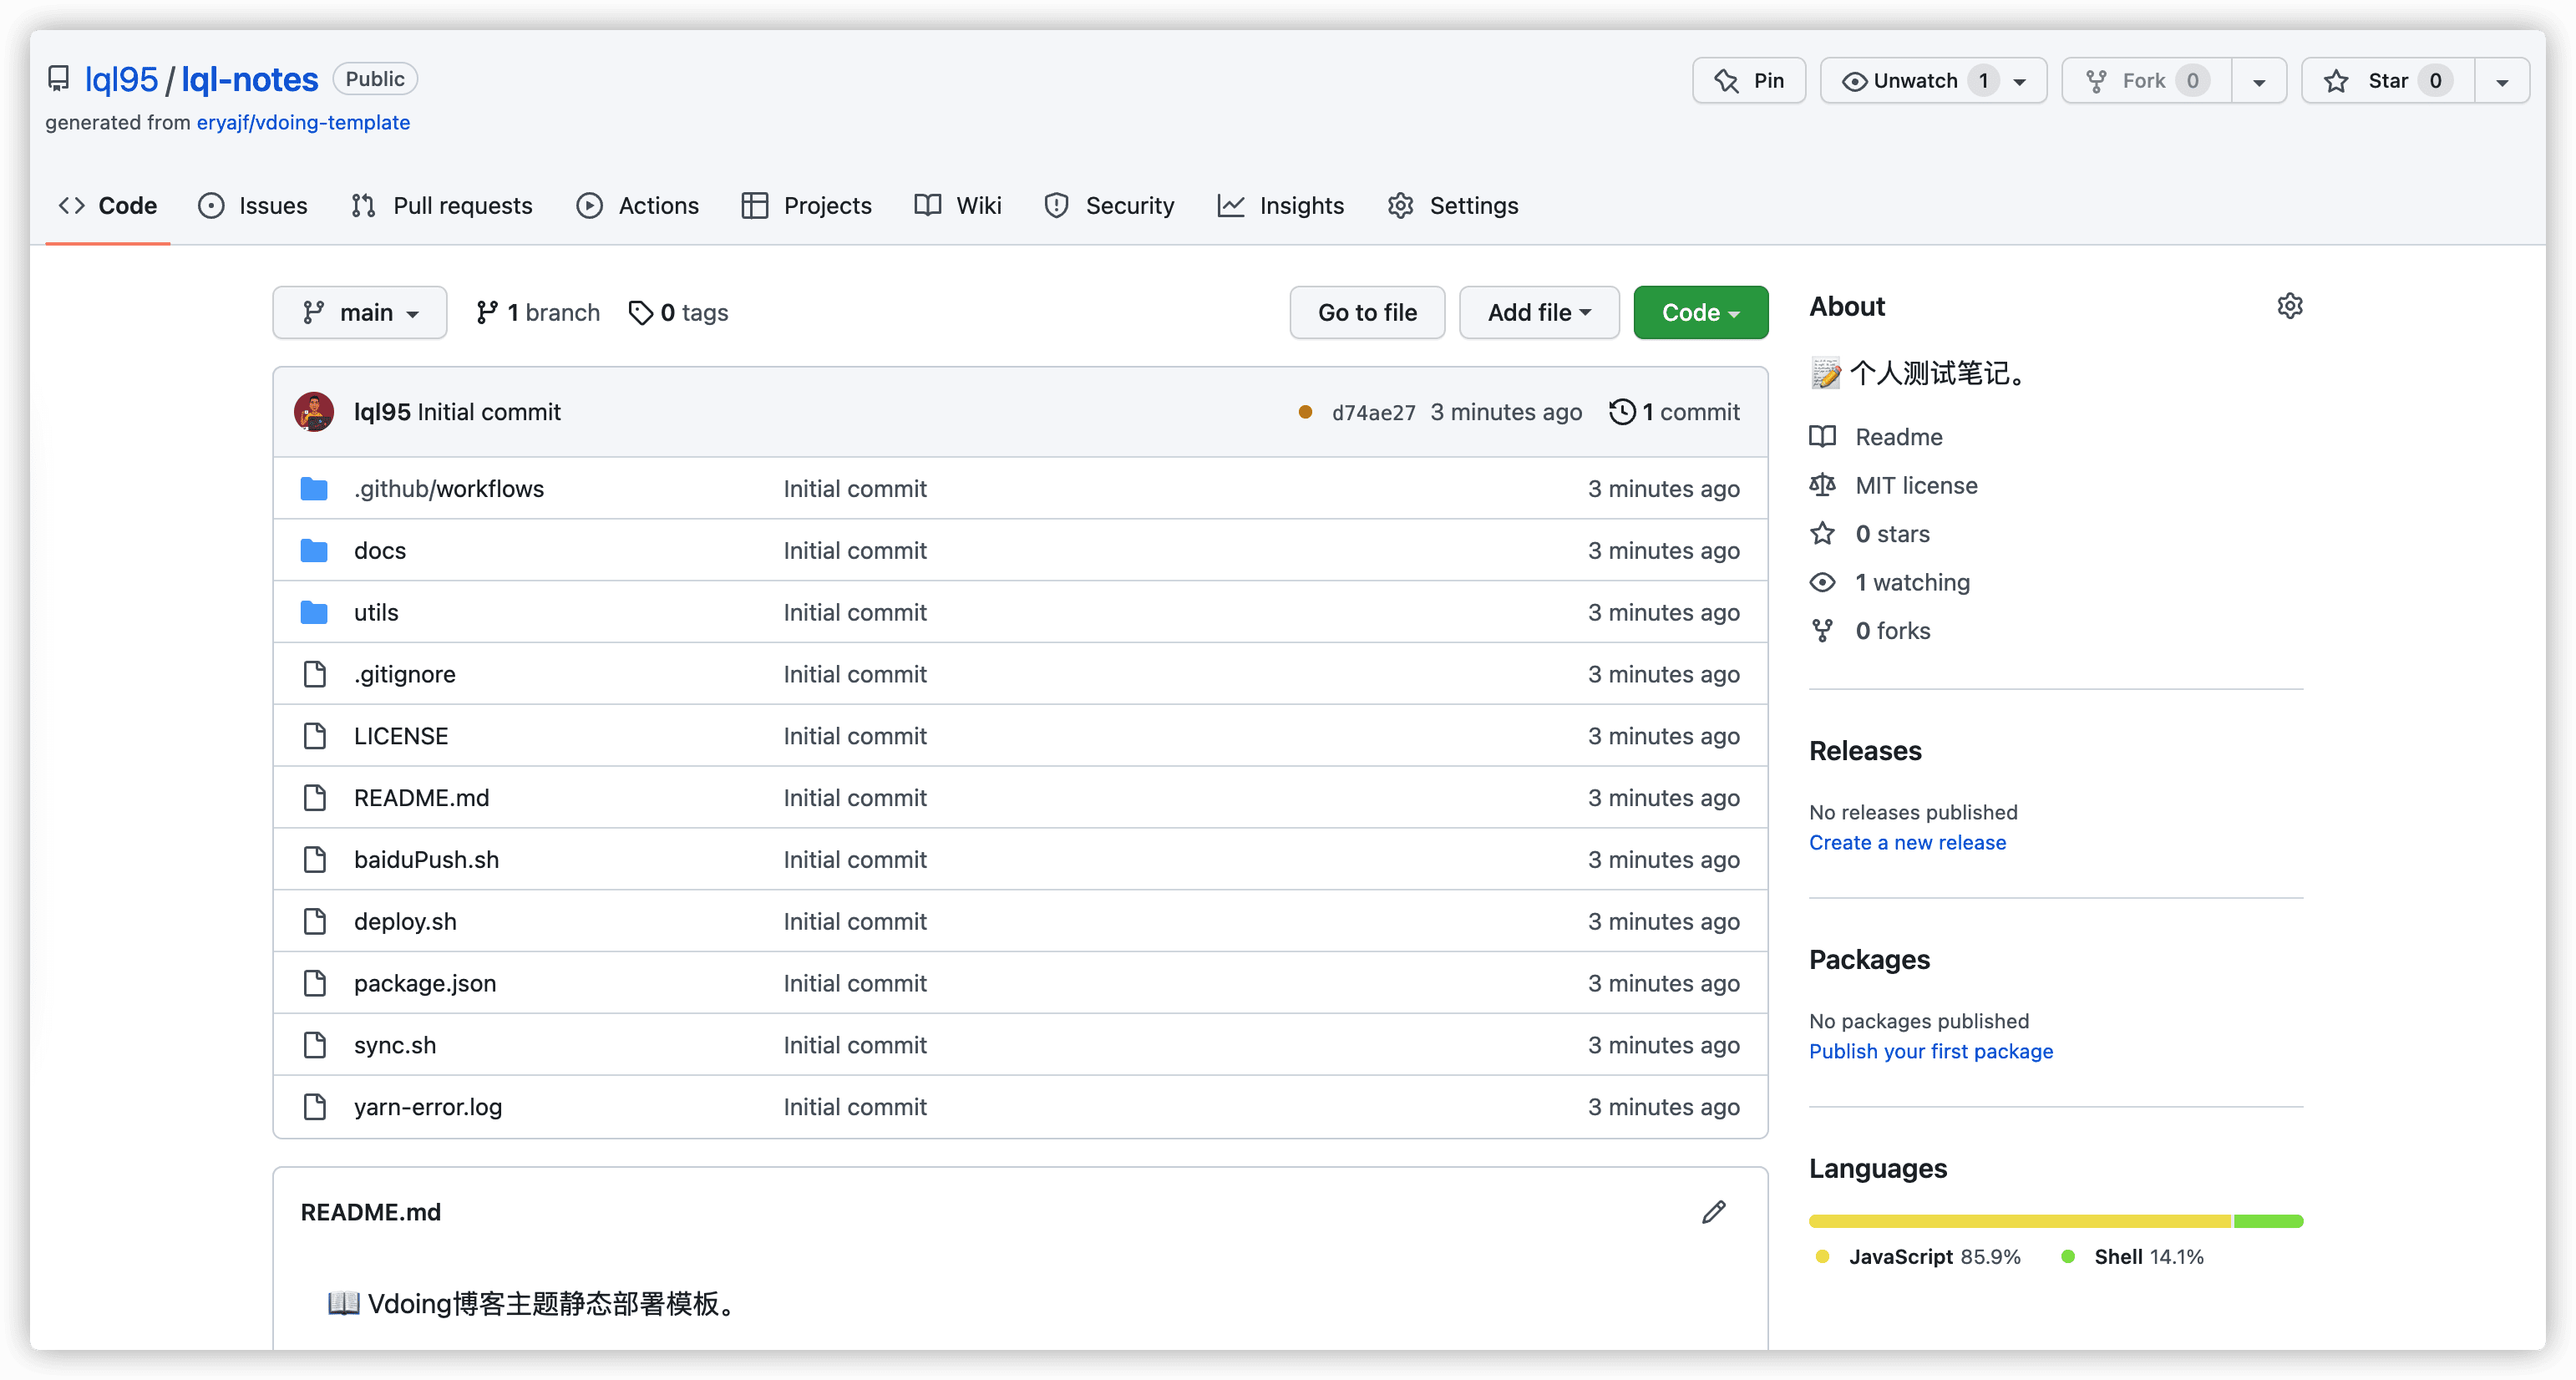 lql95 / lql-notes Public
Pin Unwatch 1 Fork 0 Star 0
generated from eryajf/vdoing-template
Code Issues Pull requests Actions Projects Wiki Security Insights Settings
main 1 branch 0 tags Go to file Add file Code
lql95 Initial commit d74ae27 3 minutes ago 1 commit
.github/workflows Initial commit 3 minutes ago
docs Initial commit 3 minutes ago
utils Initial commit 3 minutes ago
.gitignore Initial commit 3 minutes ago
LICENSE Initial commit 3 minutes ago
README.md Initial commit 3 minutes ago
baiduPush.sh Initial commit 3 minutes ago
deploy.sh Initial commit 3 minutes ago
package.json Initial commit 3 minutes ago
sync.sh Initial commit 3 minutes ago
yarn-error.log Initial commit 3 minutes ago
README.md
📖 Vdoing博客主题静态部署模板。
About
📝 个人测试笔记。
Readme
MIT license
0 stars
1 watching
0 forks
Releases
No releases published
Create a new release
Packages
No packages published
Publish your first package
Languages
JavaScript 85.9% Shell 14.1%